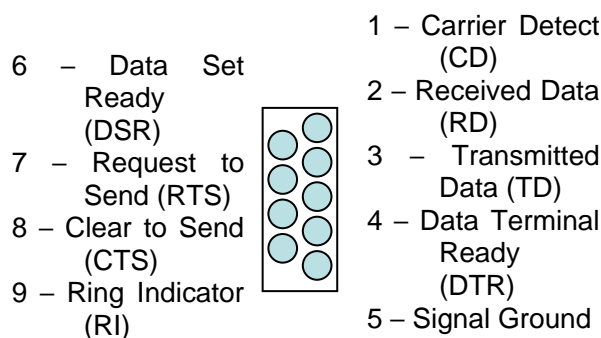 6 – Data Set
Ready
(DSR)
7 – Request to
Send (RTS)
8 – Clear to Send
(CTS)
9 – Ring Indicator
(RI)
1 – Carrier Detect
(CD)
2 – Received Data
(RD)
3 – Transmitted
Data (TD)
4 – Data Terminal
Ready
(DTR)
5 – Signal Ground